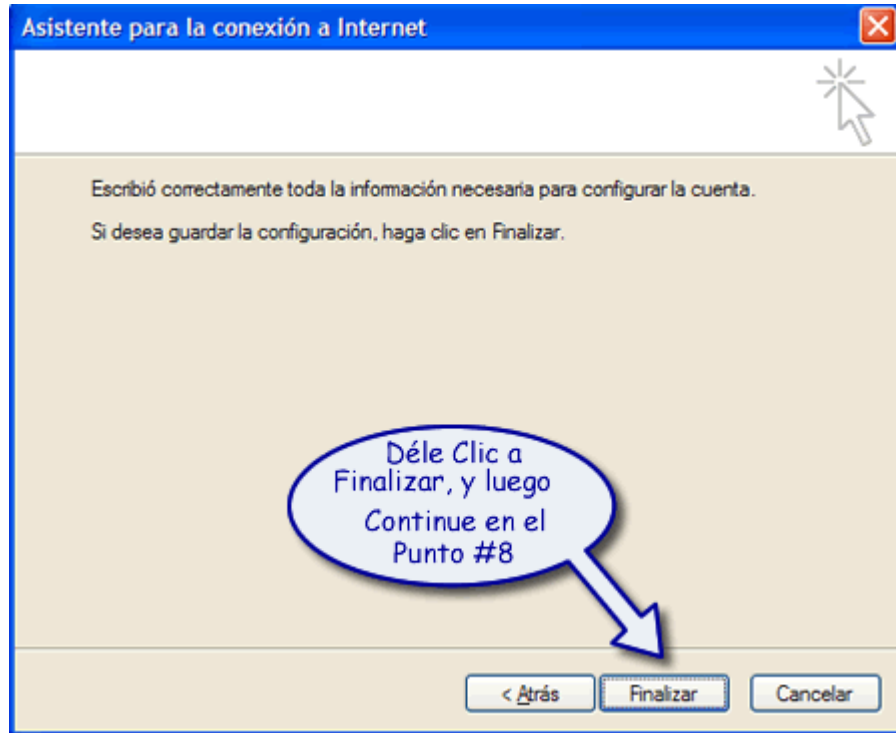 Asistente para la conexión a Internet
Escribió correctamente toda la información necesaria para configurar la cuenta.
Si desea guardar la configuración, haga clic en Finalizar.
Déle Clic a
Finalizar, y luego
Continue en el
Punto #8
< Atrás
Finalizar
Cancelar